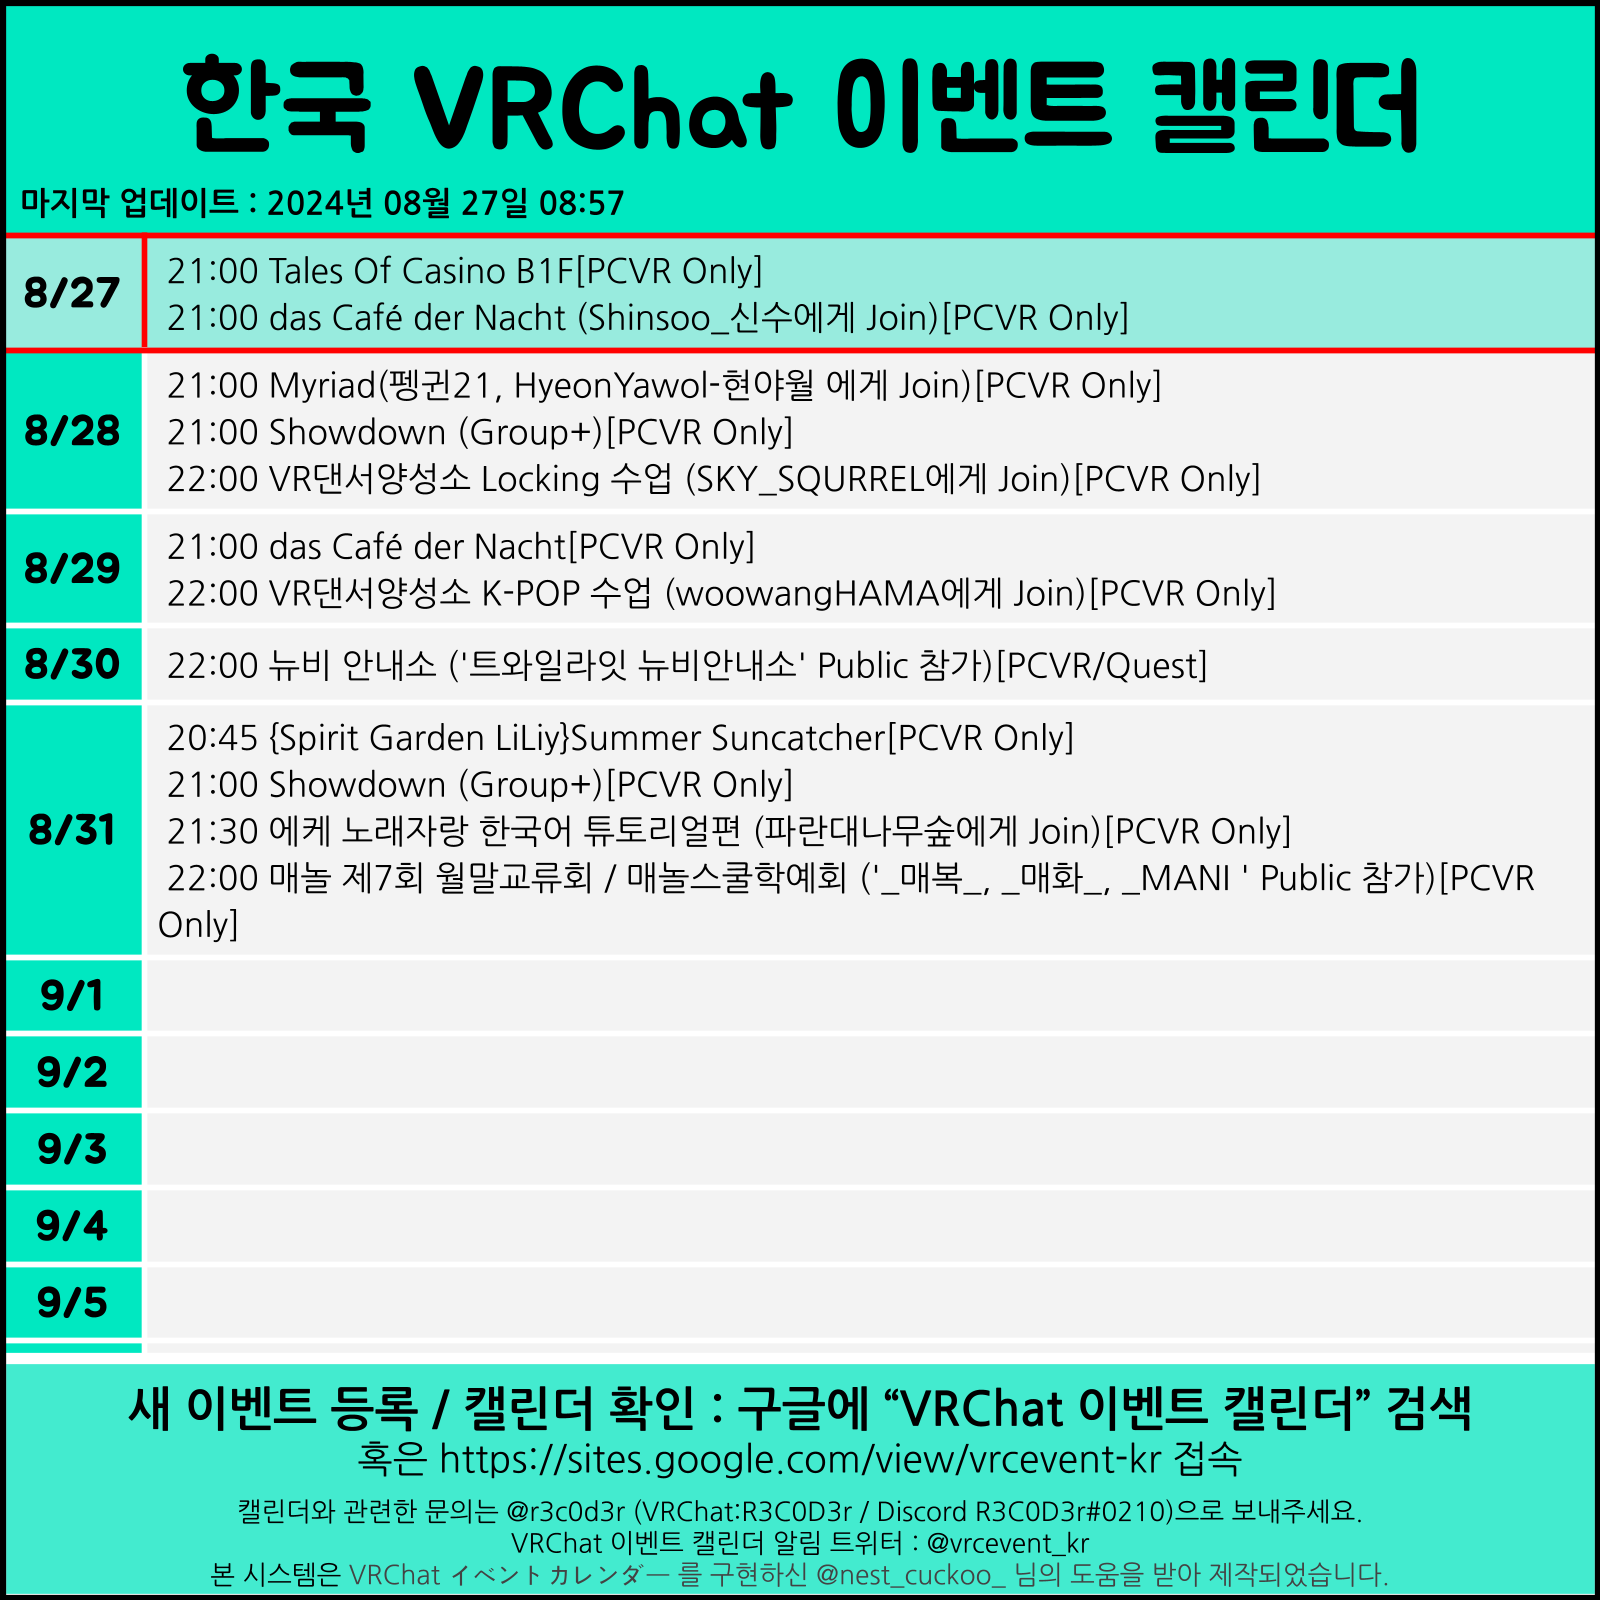 한국 VRChat 이벤트 캘린더
마지막 업데이트 : 2024년 08월 27일 08:57
8/27
21:00 Tales Of Casino B1F[PCVR Only]
21:00 das Café der Nacht (Shinsoo_신수에게 Join)[PCVR Only]
8/28
21:00 Myriad(펭귄21, HyeonYawol-현야월 에게 Join)[PCVR Only]
21:00 Showdown (Group+)[PCVR Only]
22:00 VR댄서양성소 Locking 수업 (SKY_SQURREL에게 Join)[PCVR Only]
8/29
21:00 das Café der Nacht[PCVR Only]
22:00 VR댄서양성소 K-POP 수업 (woowangHAMA에게 Join)[PCVR Only]
8/30
22:00 뉴비 안내소 ('트와일라잇 뉴비안내소' Public 참가)[PCVR/Quest]
8/31
20:45 {Spirit Garden LiLiy}Summer Suncatcher[PCVR Only]
21:00 Showdown (Group+)[PCVR Only]
21:30 에케 노래자랑 한국어 튜토리얼편 (파란대나무숲에게 Join)[PCVR Only]
22:00 매놀 제7회 월말교류회 / 매놀스쿨학예회 ('_매복_, _매화_, _MANI ' Public 참가)[PCVR
Only]
9/1
9/2
9/3
9/4
9/5
새 이벤트 등록 / 캘린더 확인 : 구글에 “VRChat 이벤트 캘린더” 검색
혹은 https://sites.google.com/view/vrcevent-kr 접속
캘린더와 관련한 문의는 @r3c0d3r (VRChat:R3C0D3r / Discord R3C0D3r#0210)으로 보내주세요.
VRChat 이벤트 캘린더 알림 트위터 : @vrcevent_kr
본 시스템은 VRChat イベントカレンダー 를 구현하신 @nest_cuckoo_ 님의 도움을 받아 제작되었습니다.